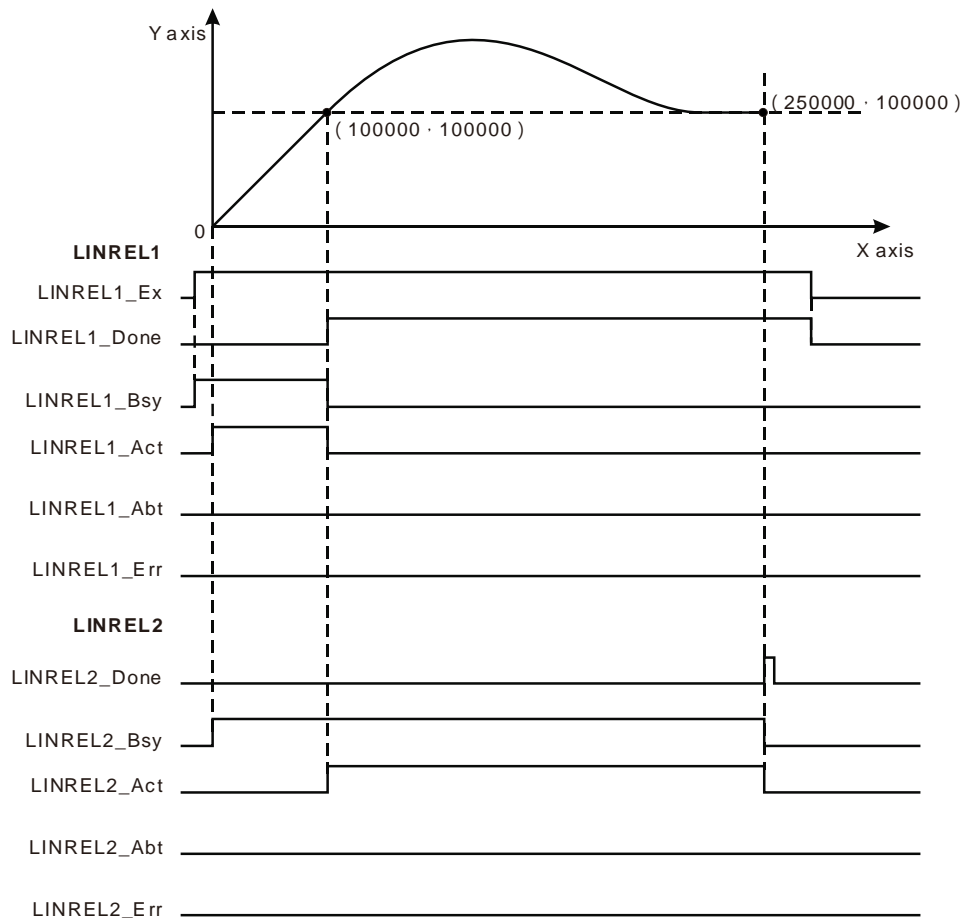 Y axis
( 250000 · 100000 )
( 100000 · 100000 )
0
X axis
LINREL1
LINREL1_Ex
LINREL1_Done
LINREL1_Bsy
LINREL1_Act
LINREL1_Abt
LINREL1_Err
LINREL2
LINREL2_Done
LINREL2_Bsy
LINREL2_Act
LINREL2_Abt
LINREL2_Err